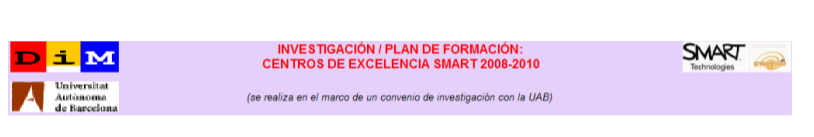 DiM
INVESTIGACIÓN / PLAN DE FORMACIÓN:
CENTROS DE EXCELENCIA SMART 2008-2010
SMART
Technologies
Universitat
Autònoma
de Barcelona
(se realiza en el marco de un convenio de investigación con la UAB)